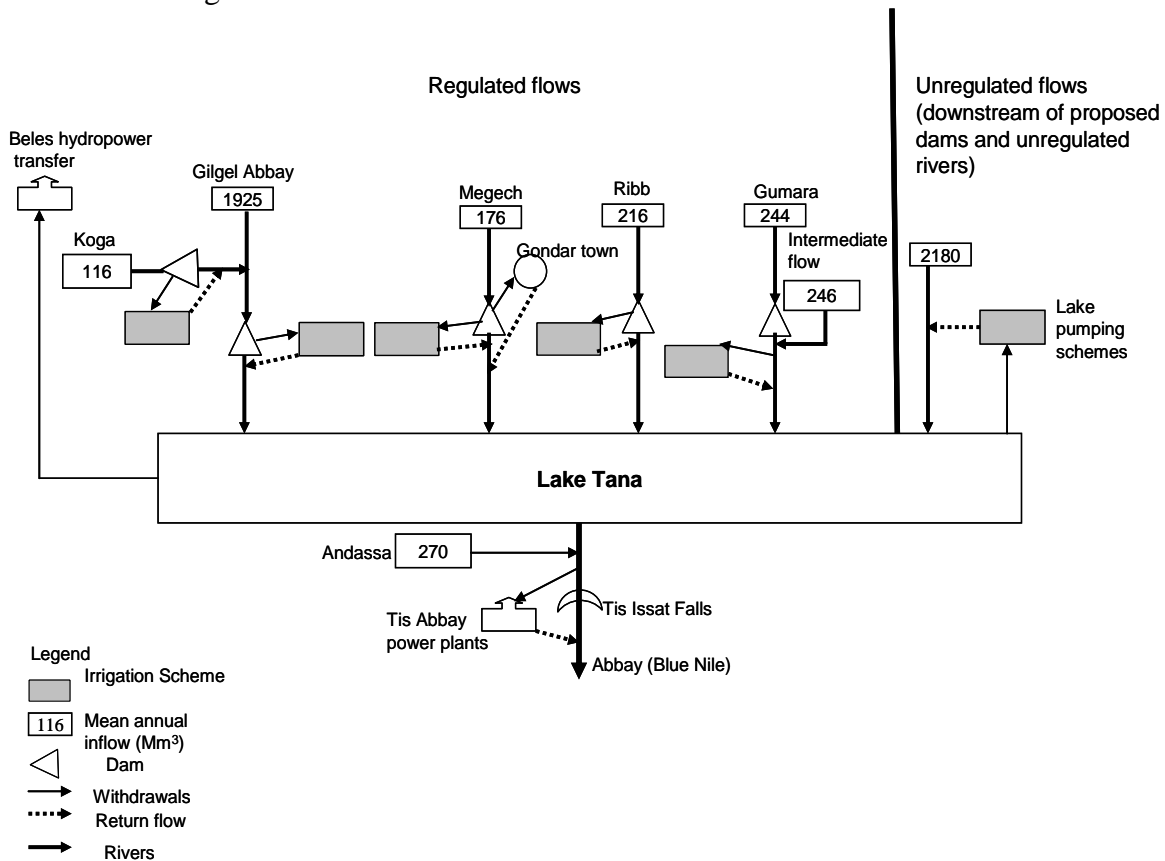 Regulated flows
Unregulated flows
(downstream of proposed
dams and unregulated
rivers)
Beles hydropower
transfer
Gilgel Abbay
1925
Megech
176
Ribb
216
Gumara
244
Koga
116
Gondar town
Intermediate
flow
246
2180
Lake
pumping
schemes
Lake Tana
Andassa
270
Tis Abbay
power plants
Tis Issat Falls
Abbay (Blue Nile)
Legend
Irrigation Scheme
116
Mean annual
inflow (Mm³)
Dam
Withdrawals
Return flow
Rivers